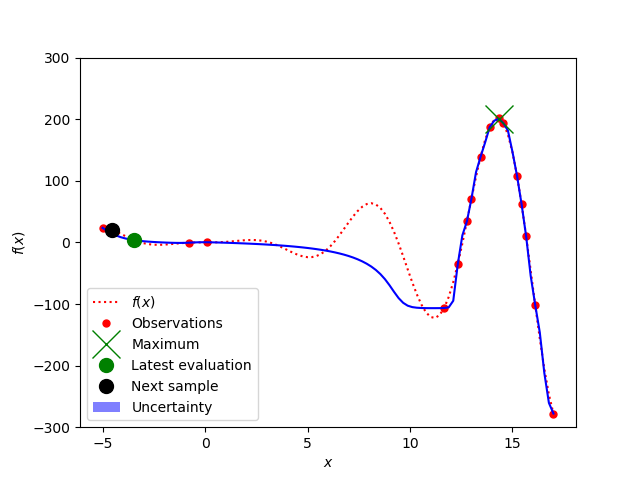 300
200
100
0
−100
−200
−300
f(x)
f(x)
Observations
Maximum
Latest evaluation
Next sample
Uncertainty
−5
0
5
10
15
x